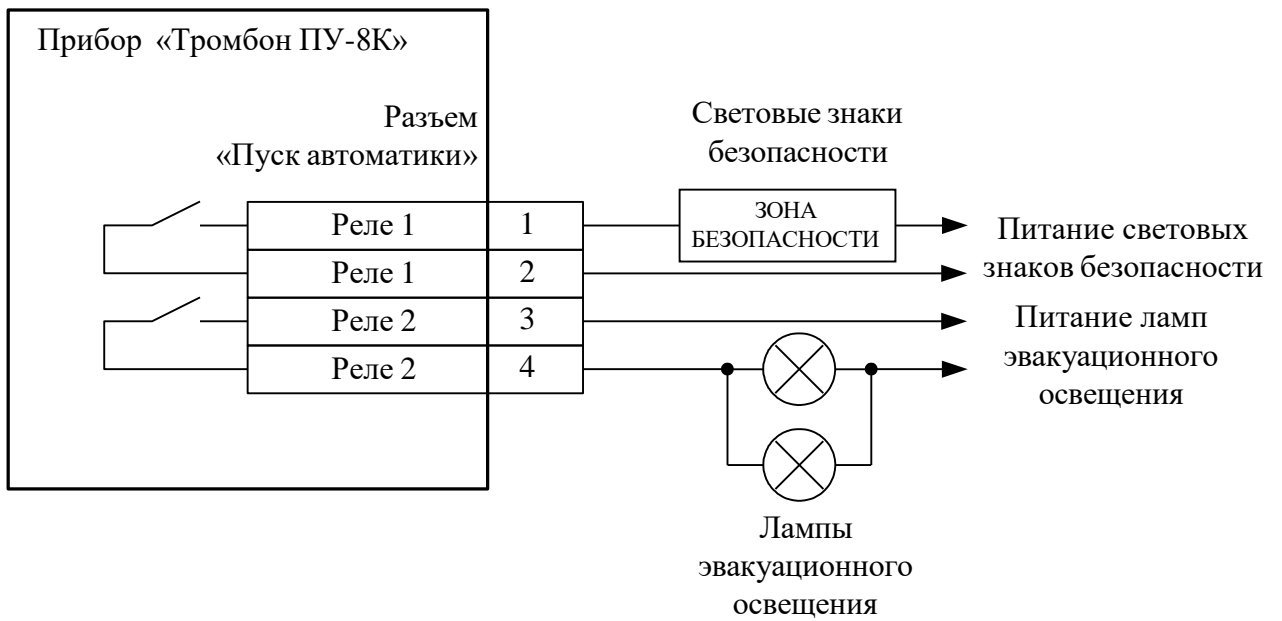 Прибор «Тромбон ПУ-8К»
Разъем
«Пуск автоматики»
Световые знаки
безопасности
Реле 1
1
ЗОНА
БЕЗОПАСНОСТИ
Реле 1
2
Питание световых
знаков безопасности
Реле 2
3
Реле 2
4
Питание ламп
эвакуационного
освещения
Лампы
эвакуационного
освещения